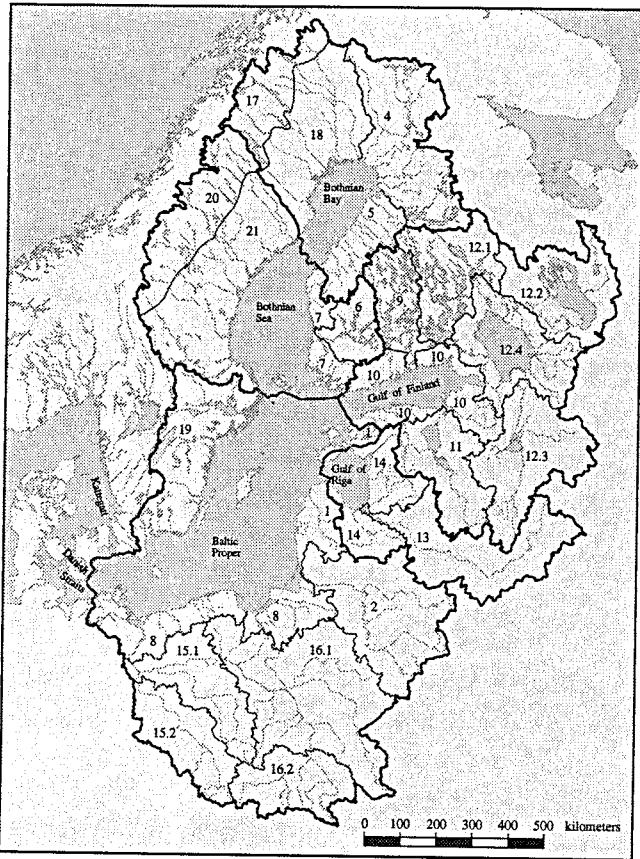 17
4
18
Bothnian
Bay
20
5
21
12.1
12.2
Bothnian
Sea
7
6
9
7
12.4
10
10
Gulf of Finland
10
10
19
1
11
12.3
14
Gulf of
Riga
Kattegat
1
Baltic
Proper
14
13
Danish
Straits
2
8
8
15.1
16.1
15.2
16.2
0 100 200 300 400 500 kilometers